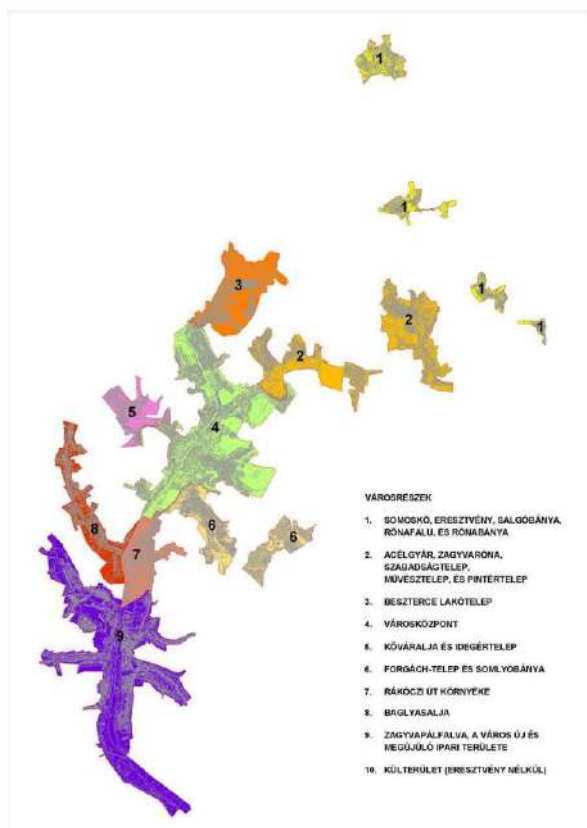 1
1
1
1
3
2
2
5
4
6
6
8
7
9
VÁROSRÉSZEK
1. SOMOSKŐ, ERESZTVÉNY, SALGÓBÁNYA,
RÓNAFALU, ÉS RÓNABÁNYA
2. ACÉLGYÁR, ZAGYVARÓNA,
SZABADSÁGTELEP,
MŰVÉSZTELEP, ÉS PINTÉRTELEP
3. BESZTERCE LAKÓTELEP
4. VÁROSKÖZPONT
5. KŐVÁRALJA ÉS IDEGÉRTELEP
6. FORGÁCH-TELEP ÉS SOMLYÓBÁNYA
7. RÁKÓCZI ÚT KÖRNYÉKE
8. BAGLYASALJA
9. ZAGYVAPÁLFALVA, A VÁROS ÚJ ÉS
MEGÚJULÓ IPARI TERÜLETE
10. KÜLTERÜLET (ERESZTVÉNY NÉLKÜL)